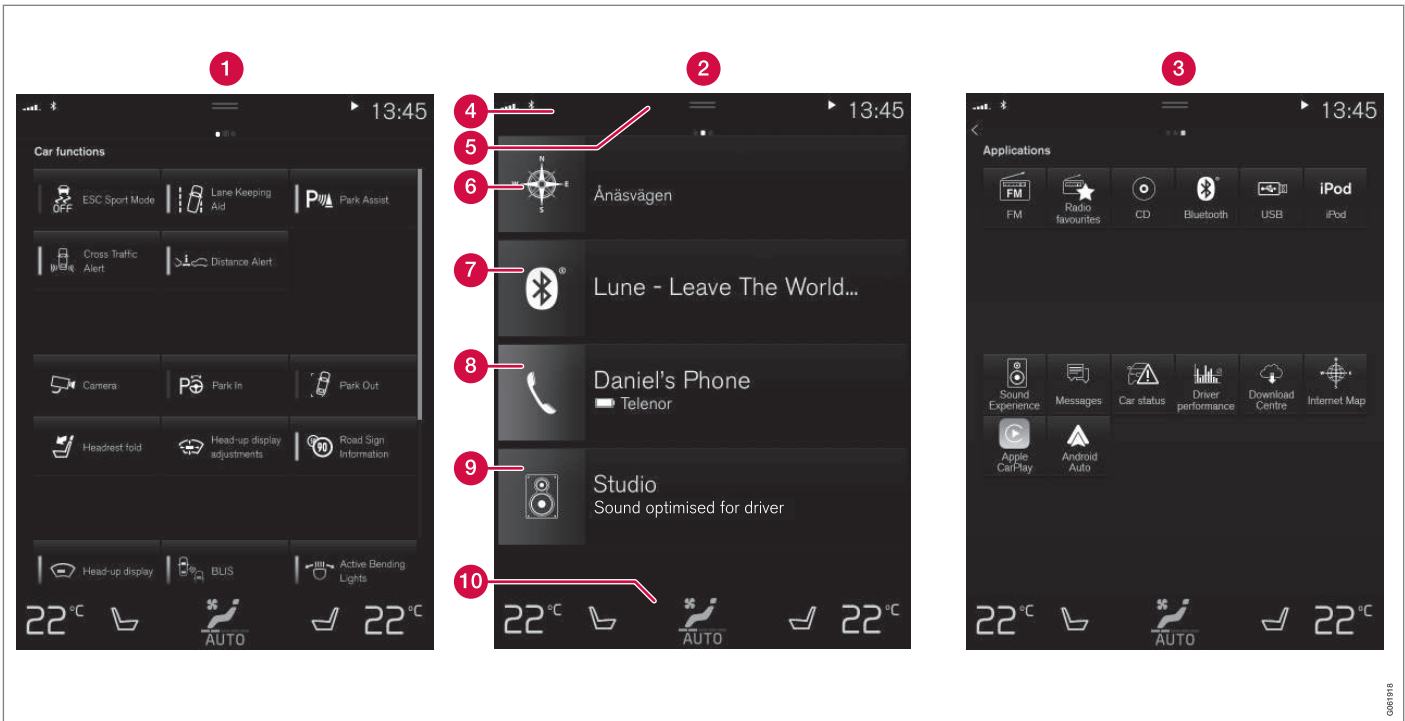 1
2
3
13:45
Car functions
OFF
ESC Sport Mode
Lane Keeping
Aid
P
Park Assist
Cross Traffic
Alert
Distance Alert
Camera
P
Park In
Park Out
Headrest fold
Head-up display
adjustments
90
Road Sign
Information
Head-up display
BLIS
Active Bending
Lights
22°C
AUTO
22°C
4
13:45
5
6
N
W
E
S
Ånäsvägen
7
®
Lune - Leave The World...
8
Daniel's Phone
Telenor
9
Studio
Sound optimised for driver
10
22°C
AUTO
22°C
13:45
Applications
FM
FM
Radio
favourites
CD
Bluetooth
USB
iPod
iPod
Sound
Experience
Messages
Car status
Driver
performance
Download
Centre
Internet Map
Apple
CarPlay
Android
Auto
22°C
AUTO
22°C
G061918